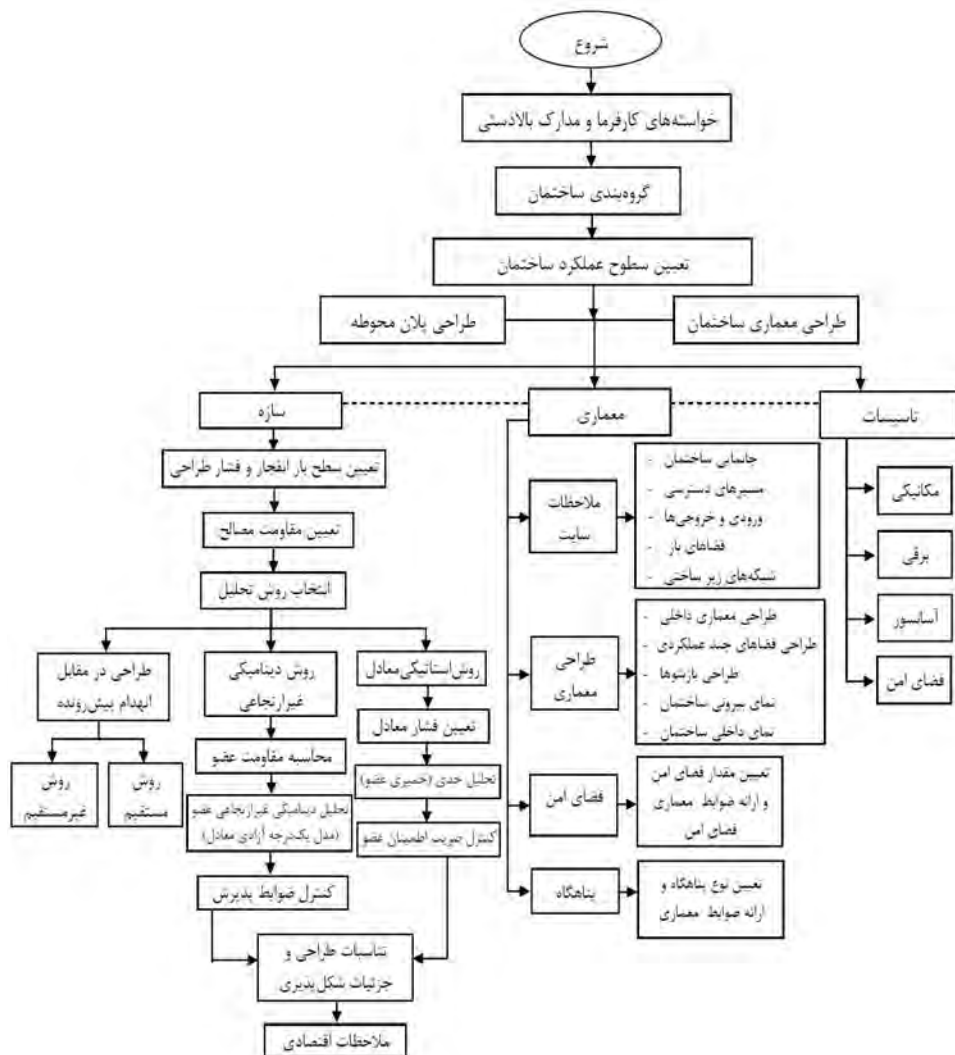 شروع
خواسته‌های کارفرما و مدارک بالادستی
گروه‌بندی ساختمان
تعیین سطوح عملکرد ساختمان
طراحی معماری ساختمان
طراحی پلان محوطه
تاسیسات
معماری
سازه
مکانیکی
برقی
آسانسور
فضای امن
ملاحظات
سایت
- جانمایی ساختمان
- مسیرهای دسترسی
- ورودی و خروجی‌ها
- فضاهای باز
- شبکه‌های زیر ساختی
طراحی
معماری
- طراحی معماری داخلی
- طراحی فضاهای چند عملکردی
- طراحی بازشوها
- نمای بیرونی ساختمان
- نمای داخلی ساختمان
فضای امن
تعیین مقدار فضای امن
و ارائه ضوابط معماری
فضای امن
پناهگاه
تعیین نوع پناهگاه و
ارائه ضوابط معماری
تعیین سطح بار انفجار و فشار طراحی
تعیین مقاومت مصالح
انتخاب روش تحلیل
روش استاتیکی معادل
تعیین فشار معادل
تحلیل حدی (خمیری عضو)
کنترل ضریب اطمینان عضو
روش دینامیکی
غیرارتجاعی
محاسبه مقاومت عضو
تحلیل دینامیکی غیرارتجاعی عضو
(مدل یک‌درجه آزادی معادل)
کنترل ضوابط پذیرش
طراحی در مقابل
انهدام پیش‌رونده
روش
مستقیم
روش
غیرمستقیم
تناسبات طراحی و
جزئیات شکل‌پذیری
ملاحظات اقتصادی